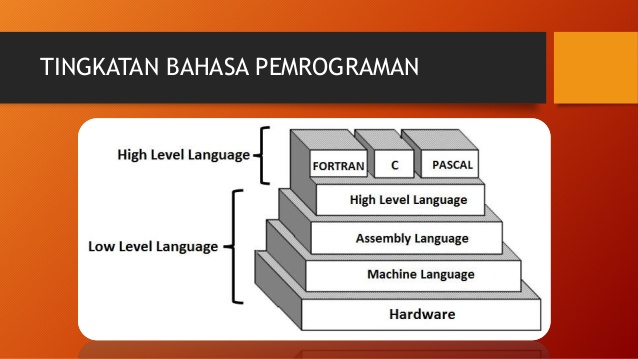 TINGKATAN BAHASA PEMROGRAMAN
High Level Language
FORTRAN C PASCAL
High Level Language
Low Level Language
Assembly Language
Machine Language
Hardware